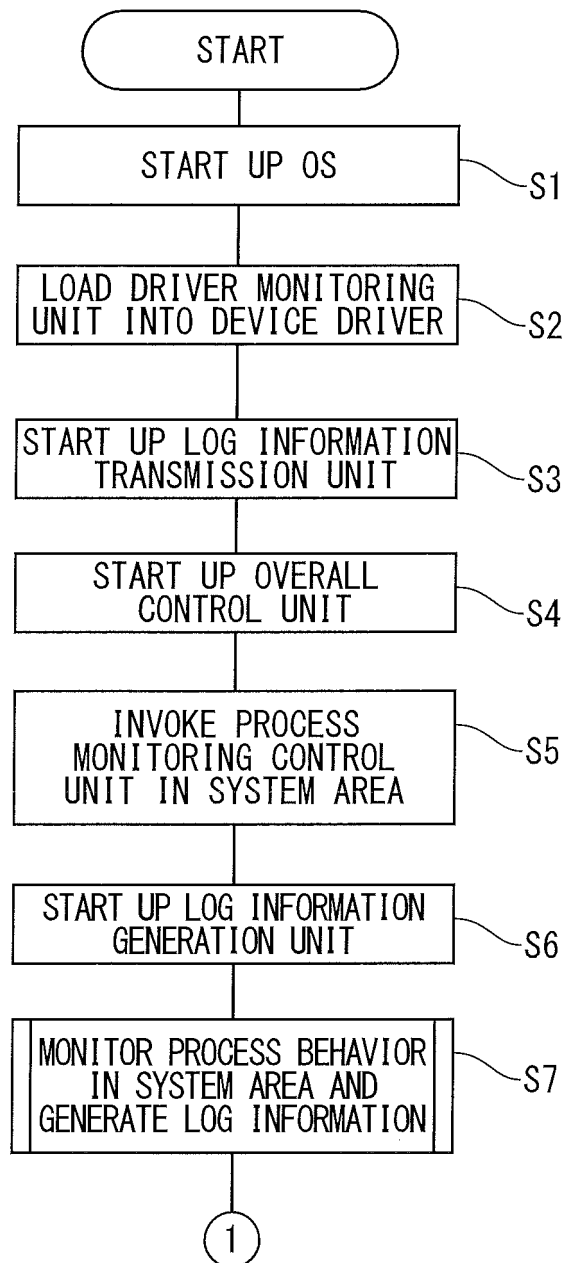 START
START UP OS
S1
LOAD DRIVER MONITORING
UNIT INTO DEVICE DRIVER
S2
START UP LOG INFORMATION
TRANSMISSION UNIT
S3
START UP OVERALL
CONTROL UNIT
S4
INVOKE PROCESS
MONITORING CONTROL
UNIT IN SYSTEM AREA
S5
START UP LOG INFORMATION
GENERATION UNIT
S6
MONITOR PROCESS BEHAVIOR
IN SYSTEM AREA AND
GENERATE LOG INFORMATION
S7
1